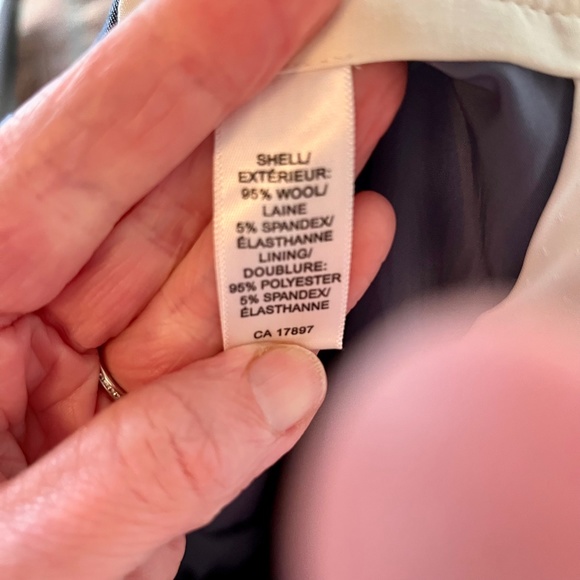 SHELL/
EXTÉRIEUR:
95% WOOL/
LAINE
5% SPANDEX/
ÉLASTHANNE
LINING/
DOUBLURE:
95% POLYESTER
5% SPANDEX/
ÉLASTHANNE
CA 17897